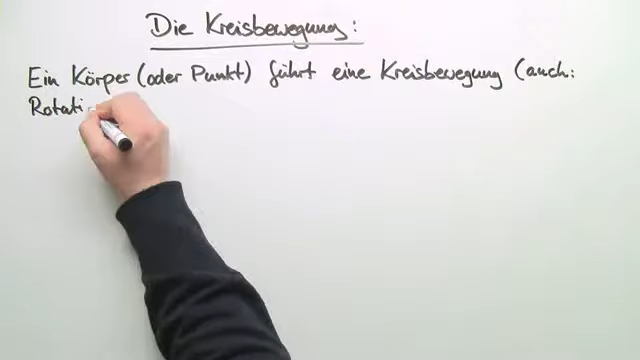 Die Kreisbewegung:
Ein Körper (oder Punkt) führt eine Kreisbewegung (auch:
Rotati